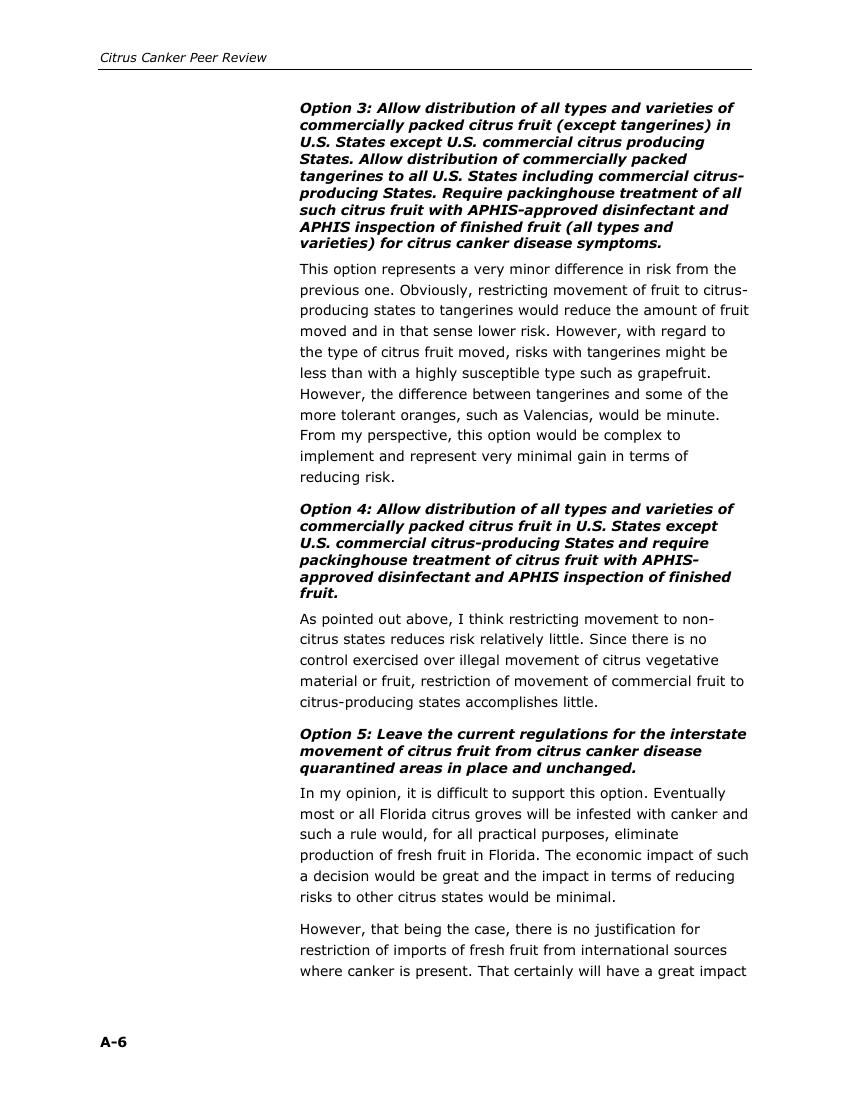 Citrus Canker Peer Review
Option 3: Allow distribution of all types and varieties of
commercially packed citrus fruit (except tangerines) in
U.S. States except U.S. commercial citrus producing
States. Allow distribution of commercially packed
tangerines to all U.S. States including commercial citrus-
producing States. Require packinghouse treatment of all
such citrus fruit with APHIS-approved disinfectant and
APHIS inspection of finished fruit (all types and
varieties) for citrus canker disease symptoms.
This option represents a very minor difference in risk from the
previous one. Obviously, restricting movement of fruit to citrus-
producing states to tangerines would reduce the amount of fruit
moved and in that sense lower risk. However, with regard to
the type of citrus fruit moved, risks with tangerines might be
less than with a highly susceptible type such as grapefruit.
However, the difference between tangerines and some of the
more tolerant oranges, such as Valencias, would be minute.
From my perspective, this option would be complex to
implement and represent very minimal gain in terms of
reducing risk.
Option 4: Allow distribution of all types and varieties of
commercially packed citrus fruit in U.S. States except
U.S. commercial citrus-producing States and require
packinghouse treatment of citrus fruit with APHIS-
approved disinfectant and APHIS inspection of finished
fruit.
As pointed out above, I think restricting movement to non-
citrus states reduces risk relatively little. Since there is no
control exercised over illegal movement of citrus vegetative
material or fruit, restriction of movement of commercial fruit to
citrus-producing states accomplishes little.
Option 5: Leave the current regulations for the interstate
movement of citrus fruit from citrus canker disease
quarantined areas in place and unchanged.
In my opinion, it is difficult to support this option. Eventually
most or all Florida citrus groves will be infested with canker and
such a rule would, for all practical purposes, eliminate
production of fresh fruit in Florida. The economic impact of such
a decision would be great and the impact in terms of reducing
risks to other citrus states would be minimal.
However, that being the case, there is no justification for
restriction of imports of fresh fruit from international sources
where canker is present. That certainly will have a great impact
A-6